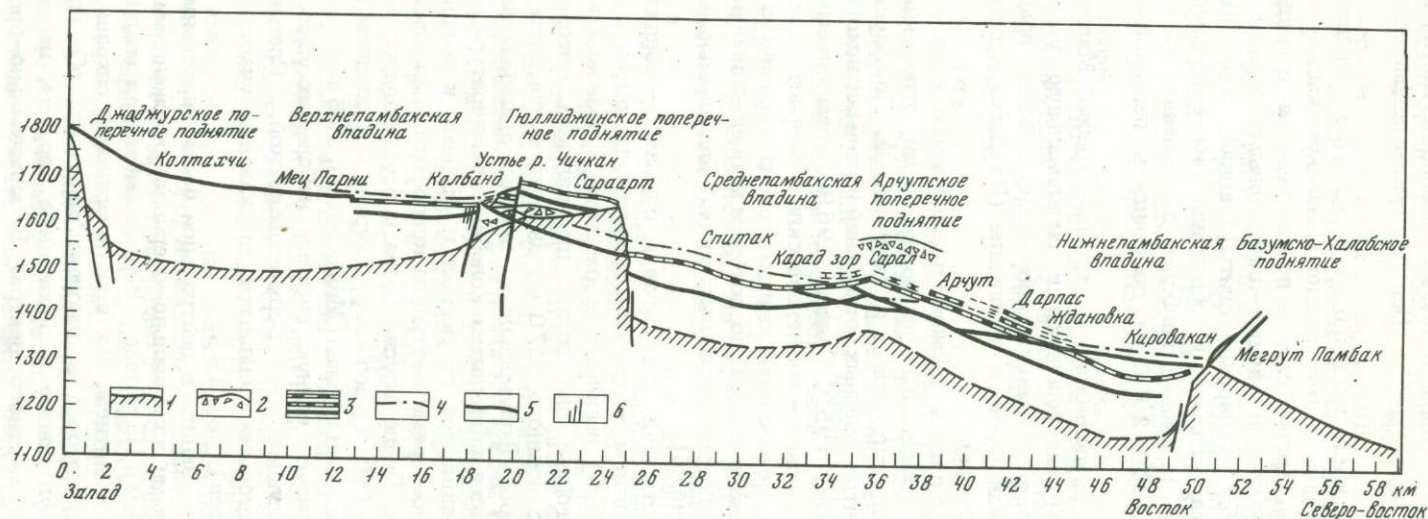 Джаджурское по-
перечное поднятие
Верхнепамбакская
впадина
Гюллиджинское попереч-
ное поднятие
Колтахчи
Мец Парни
Колбанд
Устье р. Чичкан
Сараарт
Среднепамбакская
впадина
Арчутское
поперечное
поднятие
Спитак
Карад зор
Сарал
Арчут
Дарпас
Ждановка
Нижнепамбакская
впадина
Базумско-Халабское
поднятие
Кировакан
Мегрут Памбак
1800
1700
1600
1500
1400
1300
1200
1100
1 2 3 4 5 6
0 2 4 6 8 10 12 14 16 18 20 22 24 26 28 30 32 34 36 38 40 42 44 46 48 50 52 54 56 58 км
Запад Восток Северо-восток